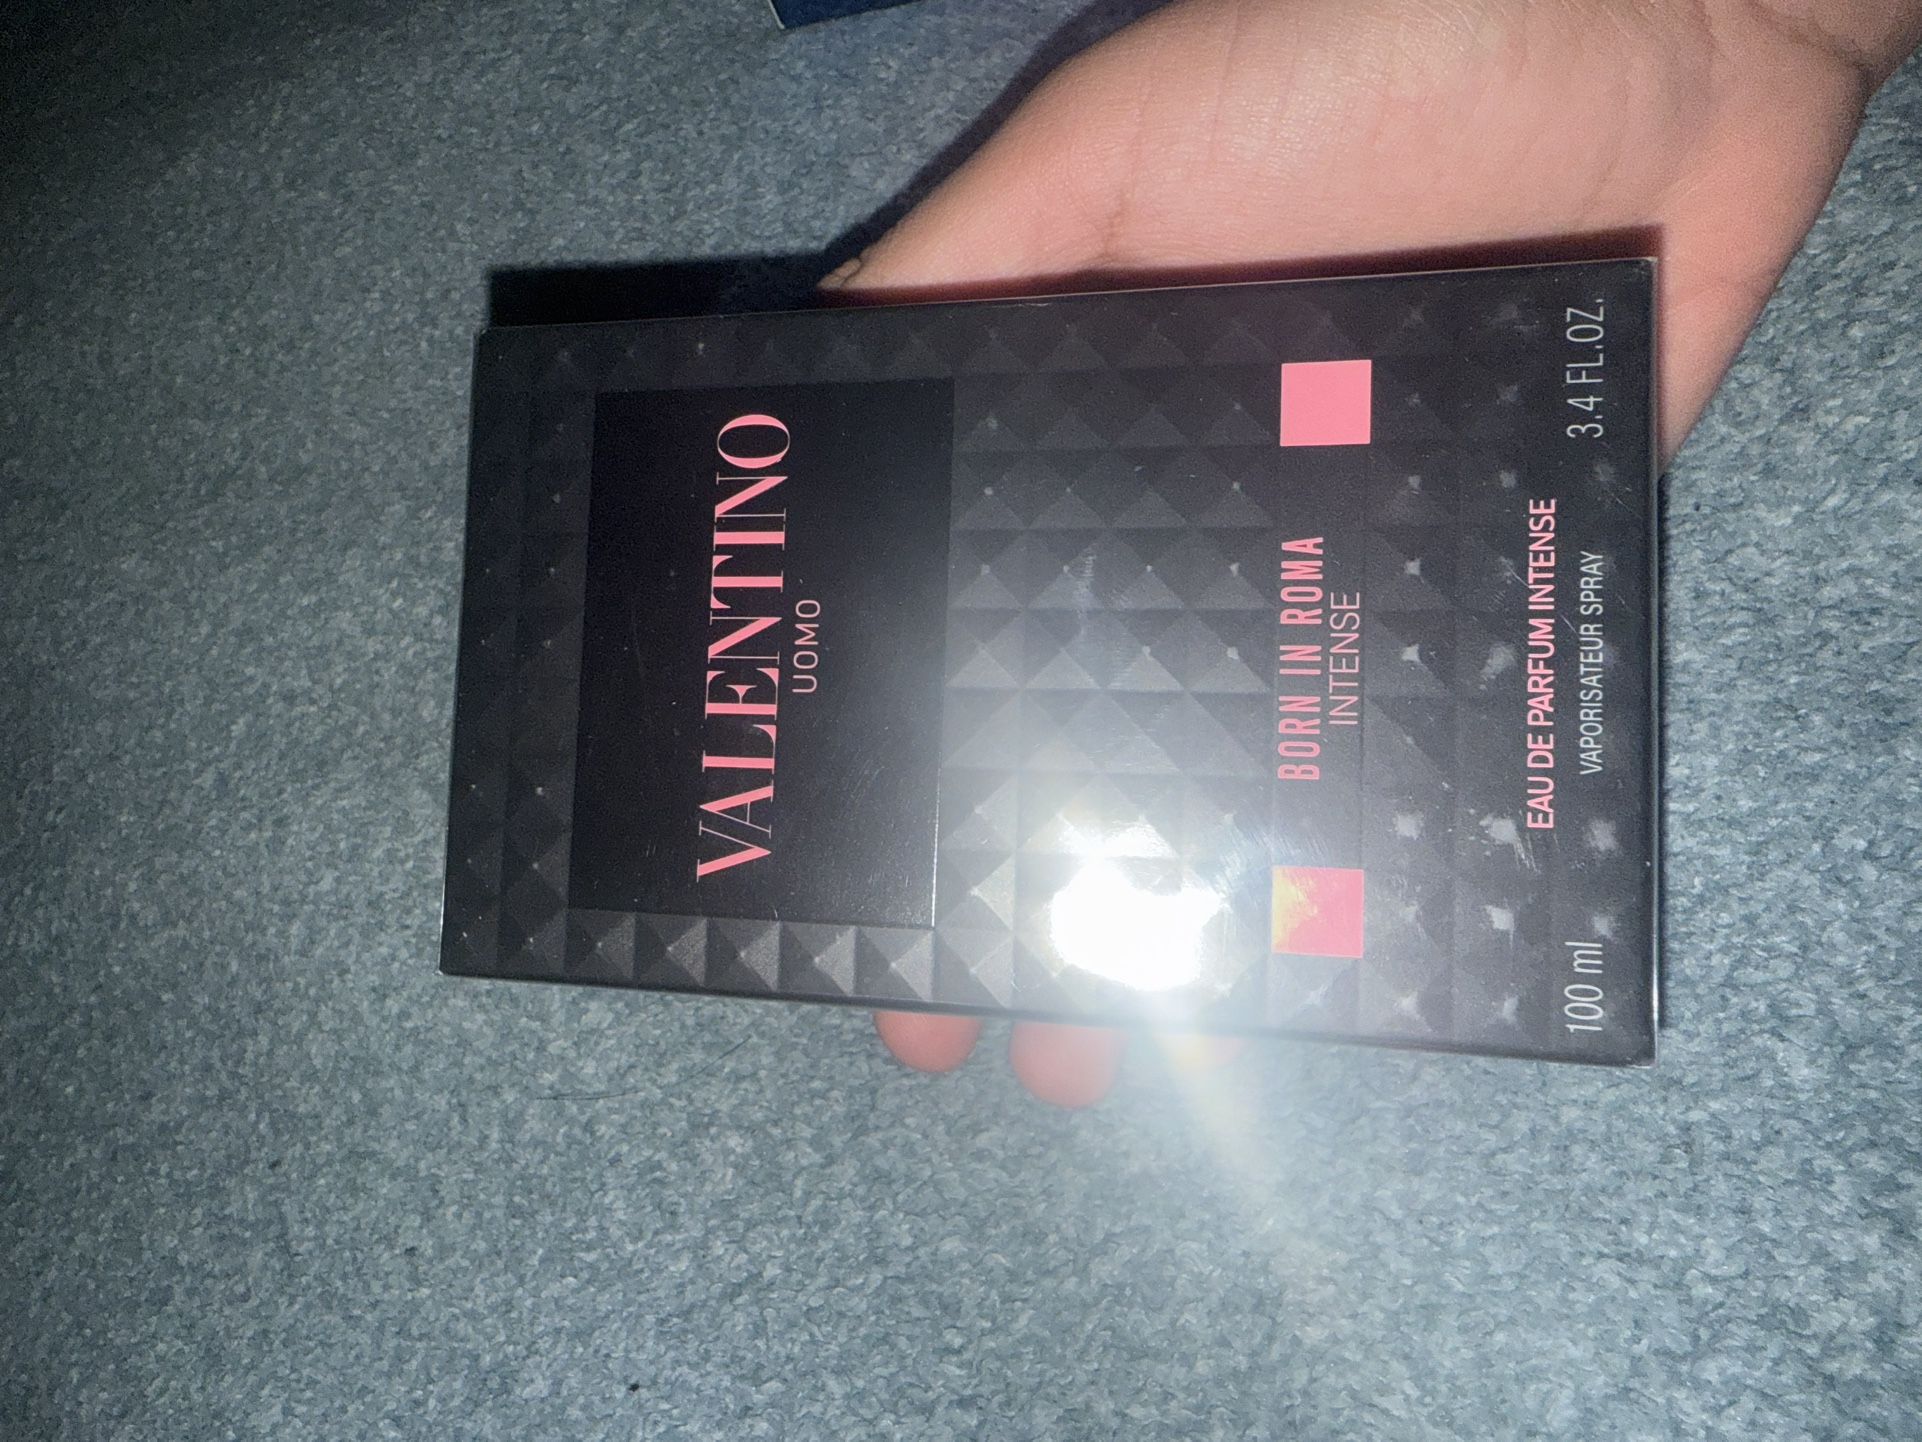 VALENTINO
UOMO
BORN IN ROMA
INTENSE
EAU DE PARFUM INTENSE
100 ml VAPORISATEUR SPRAY 3.4 FL.OZ.